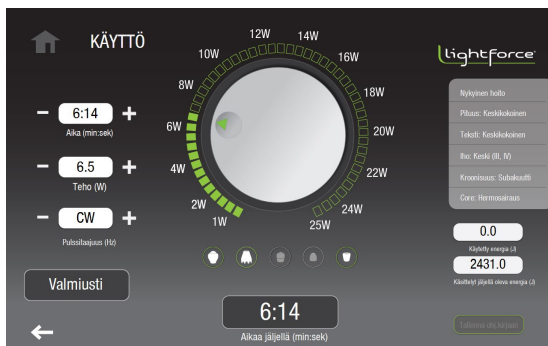 KÄYTTÖ
6:14
Aika (min:sek)
6.5
Teho (W)
CW
Pulssitaajuus (Hz)
Valmiusti
1W
2W
4W
6W
8W
10W
12W
14W
16W
18W
20W
22W
24W
25W
6:14
Aikaa jäljellä (min:sek)
lightforce
Nykyinen hoito
Pituus: Keskikokoinen
Teksti: Keskikokoinen
Iho: Keski (III, IV)
Kroonisuus: Subakuutti
Core: Hermosairaus
0.0
Käytetty energia (J)
2431.0
Käsittelyt jäljellä oleva energia (J)